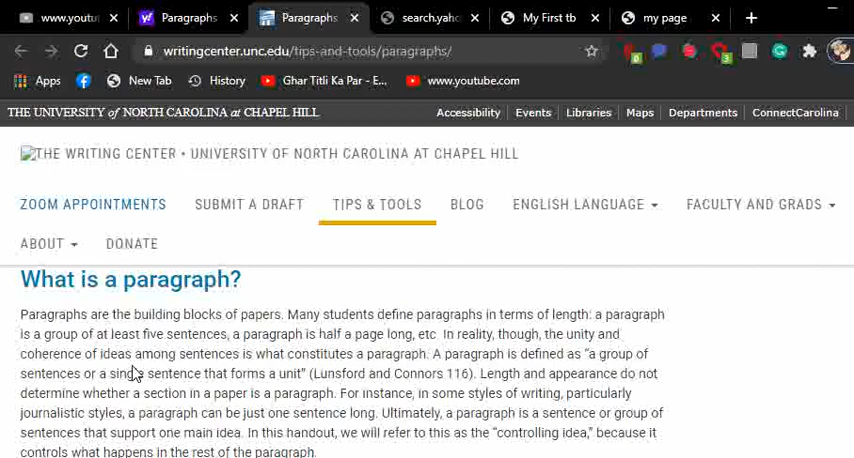 www.youtu
Paragraphs
Paragraphs
search.yahc
My First tb
my page
writingcenter.unc.edu/tips-and-tools/paragraphs/
0
3
Apps
New Tab
History
Ghar Titli Ka Par - E...
www.youtube.com
THE UNIVERSITY of NORTH CAROLINA at CHAPEL HILL
Accessibility Events Libraries Maps Departments ConnectCarolina
THE WRITING CENTER • UNIVERSITY OF NORTH CAROLINA AT CHAPEL HILL
ZOOM APPOINTMENTS SUBMIT A DRAFT TIPS & TOOLS BLOG ENGLISH LANGUAGE FACULTY AND GRADS
ABOUT DONATE
What is a paragraph?
Paragraphs are the building blocks of papers. Many students define paragraphs in terms of length: a paragraph
is a group of at least five sentences, a paragraph is half a page long, etc. In reality, though, the unity and
coherence of ideas among sentences is what constitutes a paragraph. A paragraph is defined as “a group of
sentences or a single sentence that forms a unit” (Lunsford and Connors 116). Length and appearance do not
determine whether a section in a paper is a paragraph. For instance, in some styles of writing, particularly
journalistic styles, a paragraph can be just one sentence long. Ultimately, a paragraph is a sentence or group of
sentences that support one main idea. In this handout, we will refer to this as the “controlling idea,” because it
controls what happens in the rest of the paragraph.